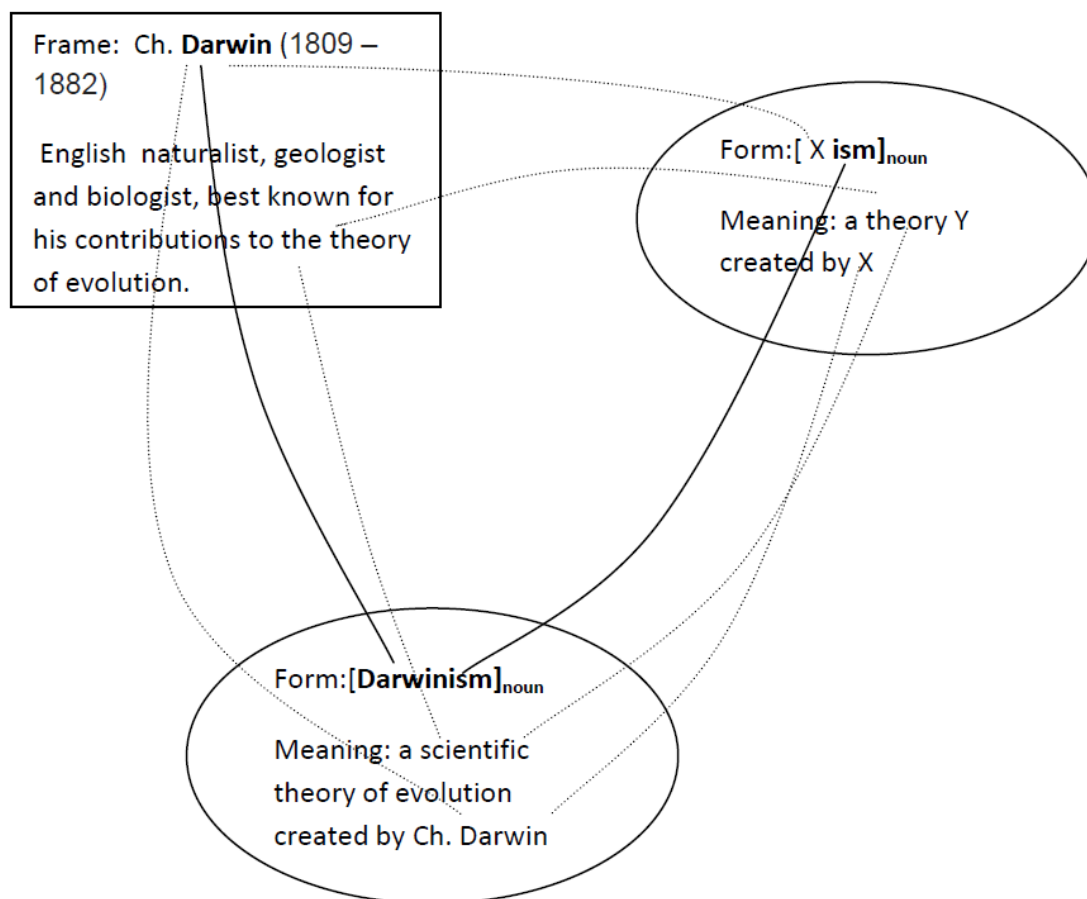 Frame: Ch. Darwin (1809 –
1882)
English naturalist, geologist
and biologist, best known for
his contributions to the theory
of evolution.
Form:[ X ism]noun
Meaning: a theory Y
created by X
Form:[Darwinism]noun
Meaning: a scientific
theory of evolution
created by Ch. Darwin